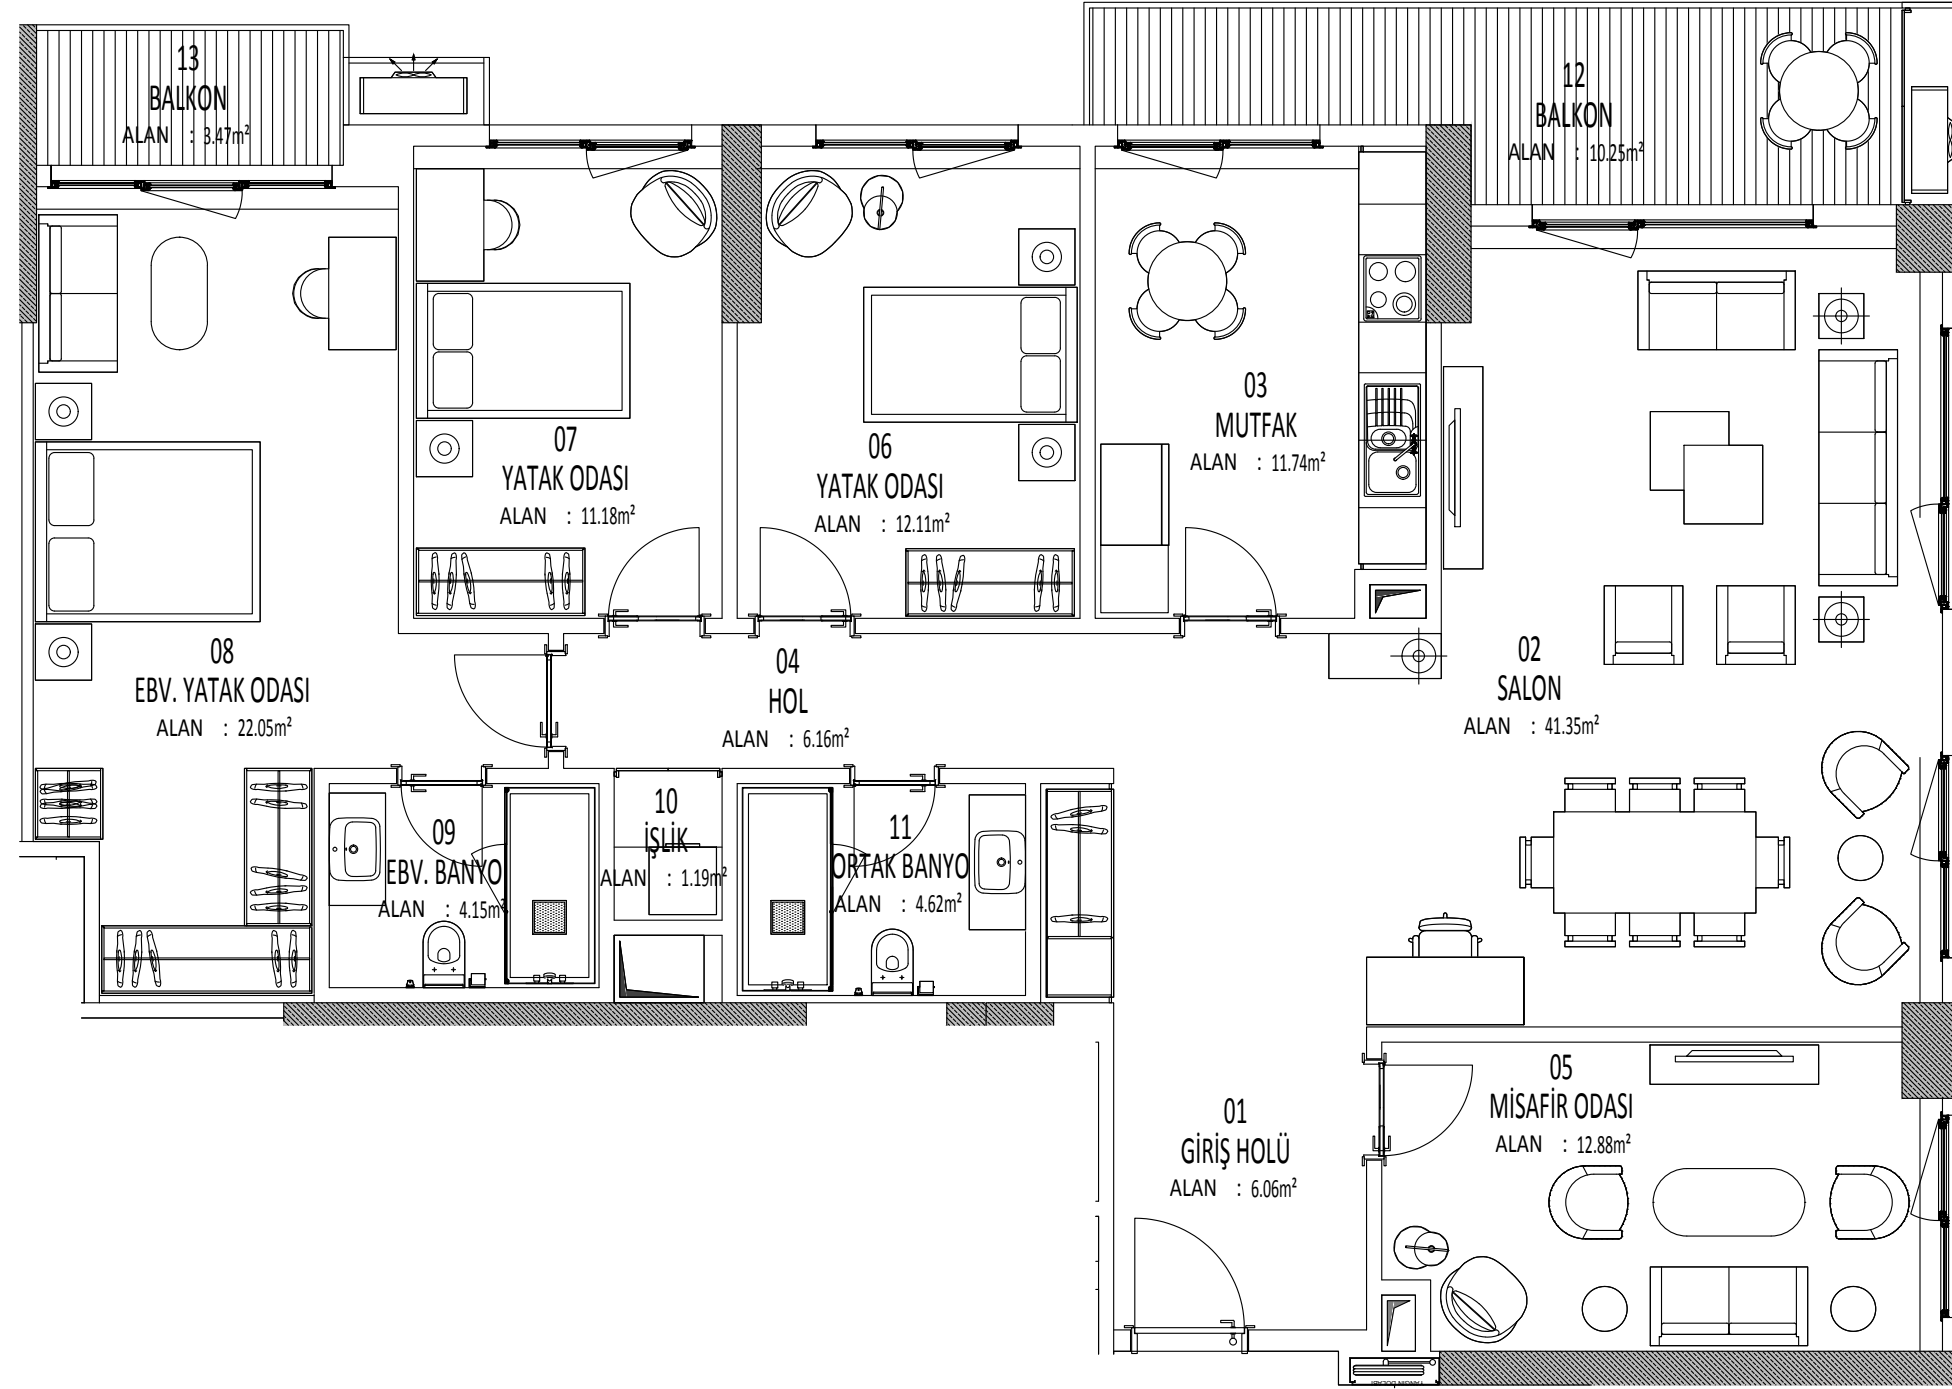 13
BALKON
ALAN : 3.47m²
12
BALKON
ALAN : 10.25m²
03
MUTFAK
ALAN : 11.74m²
07
YATAK ODASI
ALAN : 11.18m²
06
YATAK ODASI
ALAN : 12.11m²
08
EBV. YATAK ODASI
ALAN : 22.05m²
04
HOL
ALAN : 6.16m²
02
SALON
ALAN : 41.35m²
09
EBV. BANYO
ALAN : 4.15m²
10
İŞLİK
ALAN : 1.19m²
11
ORTAK BANYO
ALAN : 4.62m²
01
GİRİŞ HOLÜ
ALAN : 6.06m²
05
MİSAFİR ODASI
ALAN : 12.88m²
YANGIN DOLABI